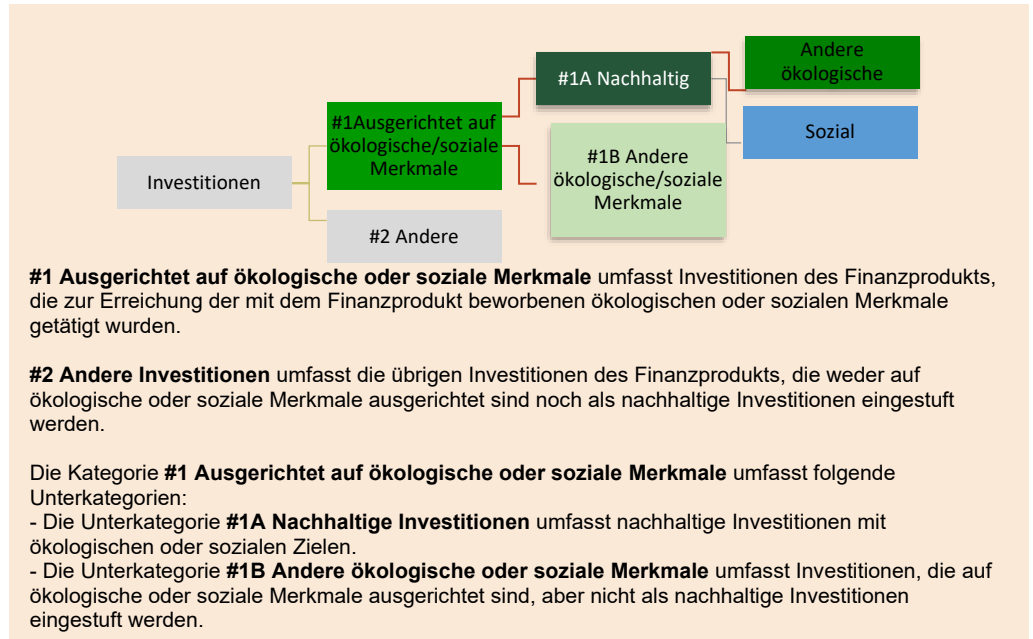 Andere
ökologische
#1A Nachhaltig
Sozial
#1Ausgerichtet auf
ökologische/soziale
Merkmale
#1B Andere
ökologische/soziale
Merkmale
Investitionen
#2 Andere
#1 Ausgerichtet auf ökologische oder soziale Merkmale umfasst Investitionen des Finanzprodukts,
die zur Erreichung der mit dem Finanzprodukt beworbenen ökologischen oder sozialen Merkmale
getätigt wurden.
#2 Andere Investitionen umfasst die übrigen Investitionen des Finanzprodukts, die weder auf
ökologische oder soziale Merkmale ausgerichtet sind noch als nachhaltige Investitionen eingestuft
werden.
Die Kategorie #1 Ausgerichtet auf ökologische oder soziale Merkmale umfasst folgende
Unterkategorien:
- Die Unterkategorie #1A Nachhaltige Investitionen umfasst nachhaltige Investitionen mit
ökologischen oder sozialen Zielen.
- Die Unterkategorie #1B Andere ökologische oder soziale Merkmale umfasst Investitionen, die auf
ökologische oder soziale Merkmale ausgerichtet sind, aber nicht als nachhaltige Investitionen
eingestuft werden.